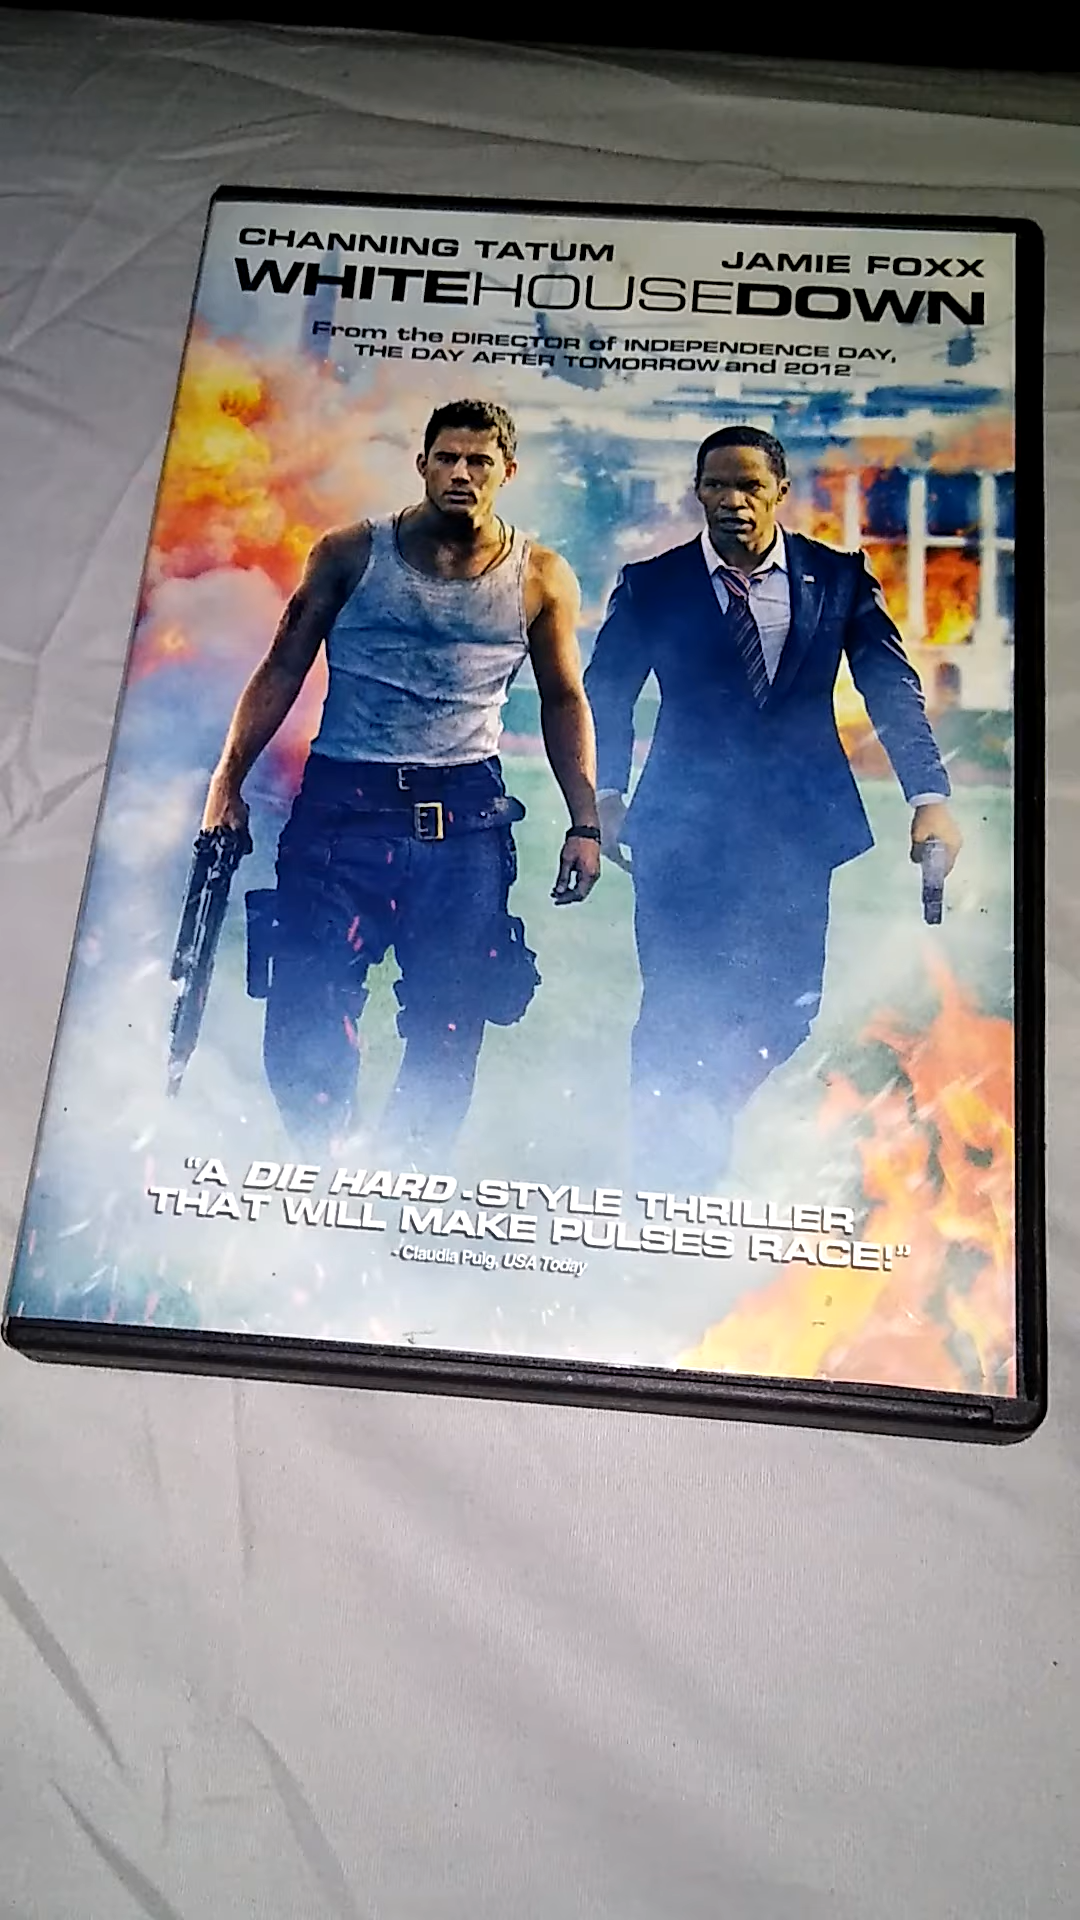 CHANNING TATUM JAMIE FOXX
WHITEHOUSEDOWN
From the DIRECTOR of INDEPENDENCE DAY,
THE DAY AFTER TOMORROW and 2012
"A DIE HARD-STYLE THRILLER
THAT WILL MAKE PULSES RACE!"
- Claudia Puig, USA Today